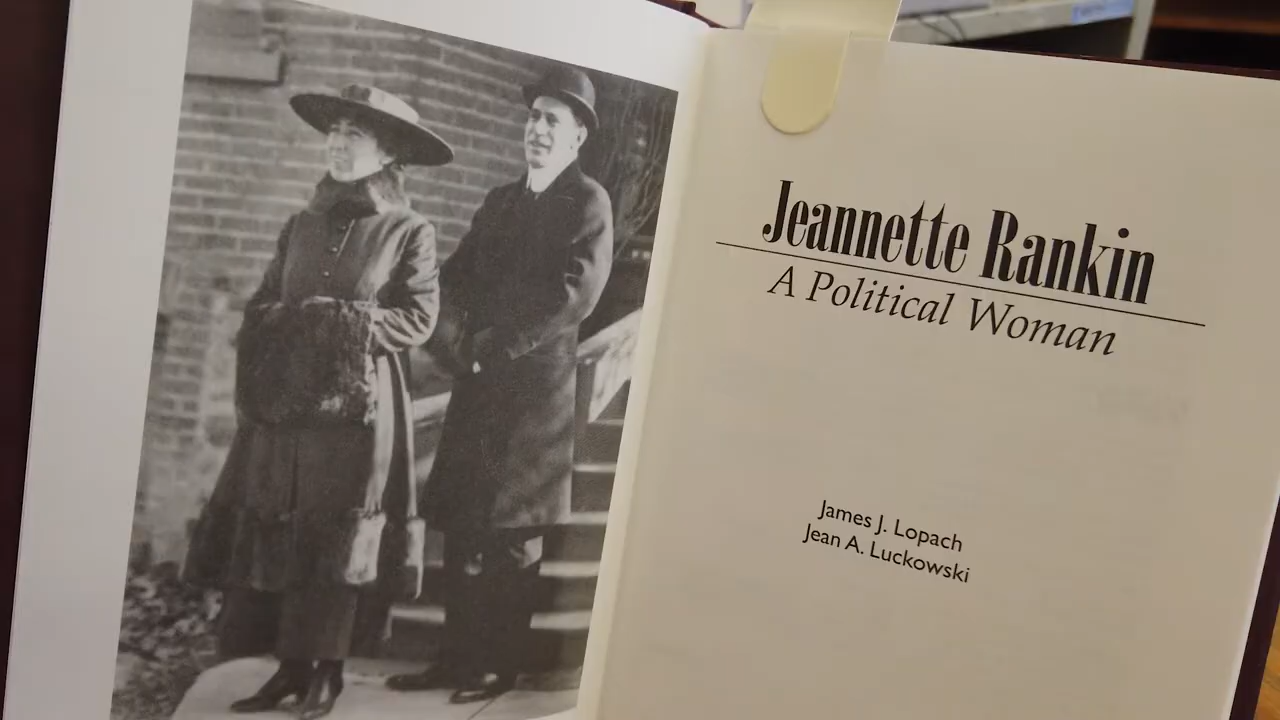 Jeannette Rankin
A Political Woman
James J. Lopach
Jean A. Luckowski